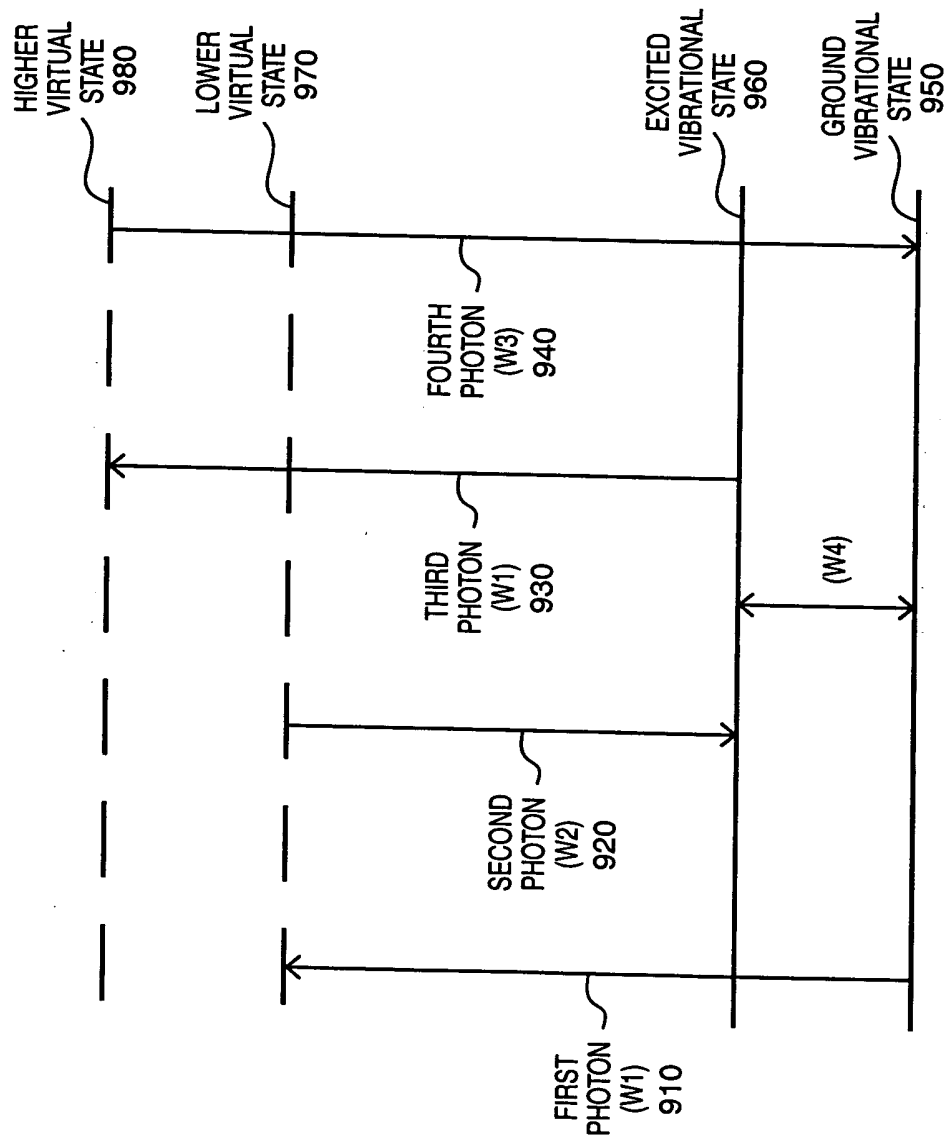 HIGHER
VIRTUAL
STATE
980
LOWER
VIRTUAL
STATE
970
EXCITED
VIBRATIONAL
STATE
960
GROUND
VIBRATIONAL
STATE
950
FIRST
PHOTON
(W1)
910
SECOND
PHOTON
(W2)
920
THIRD
PHOTON
(W1)
930
FOURTH
PHOTON
(W3)
940
(W4)